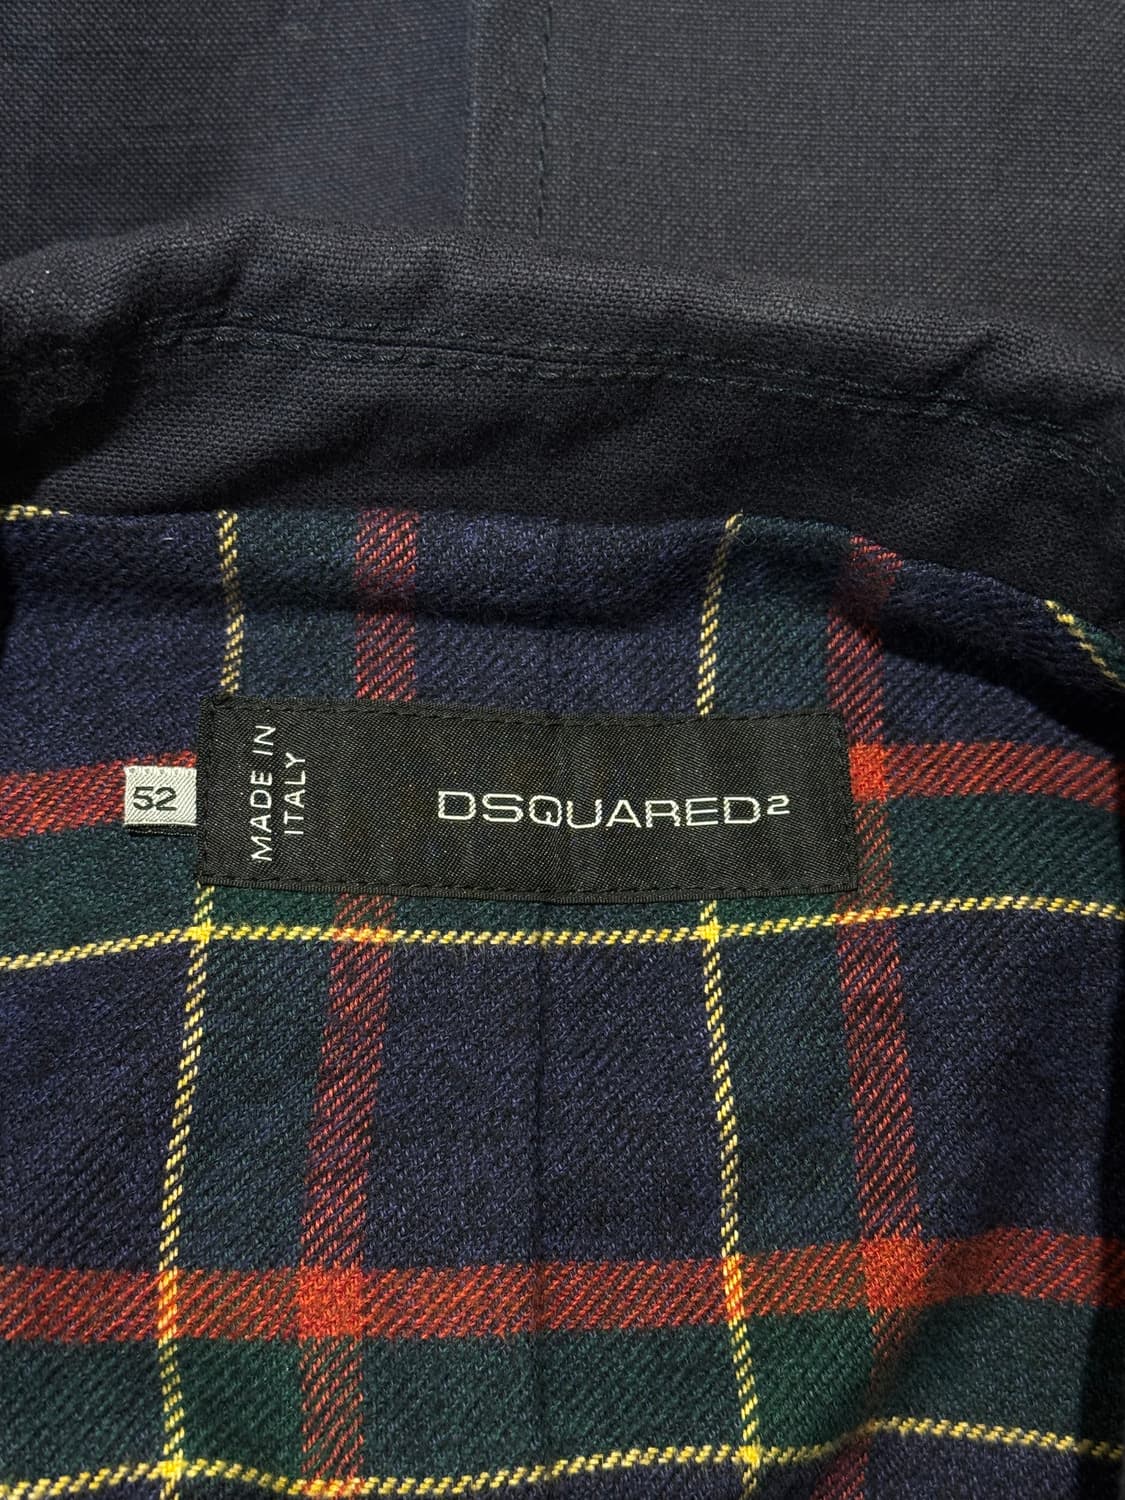 52
MADE IN
ITALY
DSQUARED²